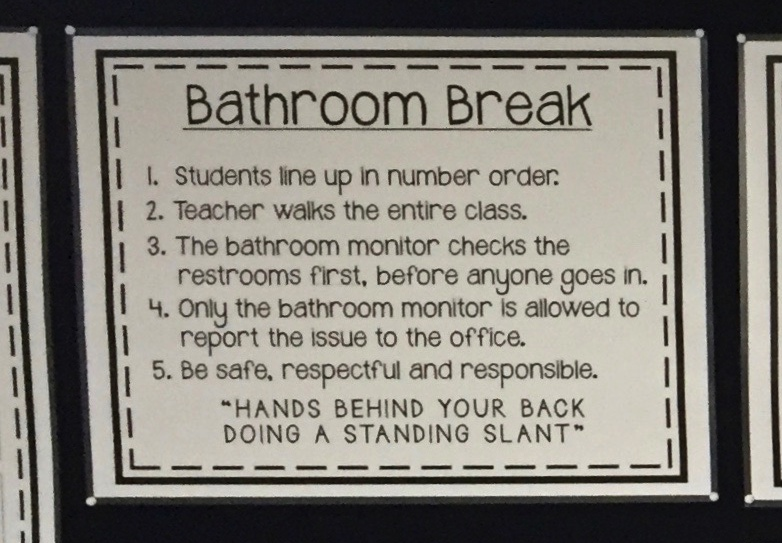 Bathroom Break
1. Students line up in number order.
2. Teacher walks the entire class.
3. The bathroom monitor checks the
restrooms first, before anyone goes in.
4. Only the bathroom monitor is allowed to
report the issue to the office.
5. Be safe, respectful and responsible.
"HANDS BEHIND YOUR BACK
DOING A STANDING SLANT"